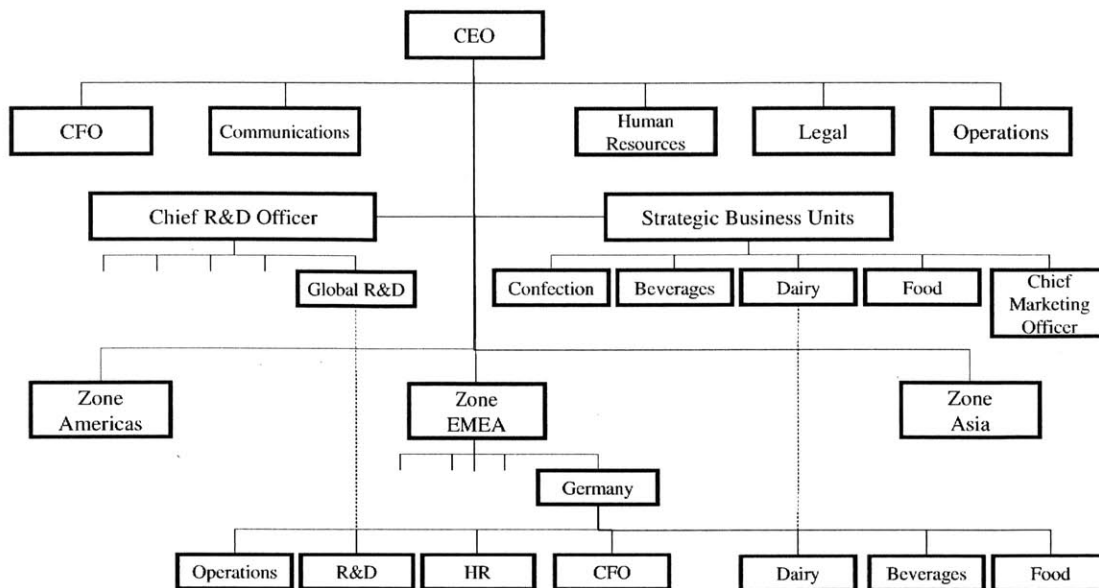 CEO
CFO
Communications
Human
Resources
Legal
Operations
Chief R&D Officer
Strategic Business Units
Global R&D
Confection
Beverages
Dairy
Food
Chief
Marketing
Officer
Zone
Americas
Zone
EMEA
Zone
Asia
Germany
Operations
R&D
HR
CFO
Dairy
Beverages
Food